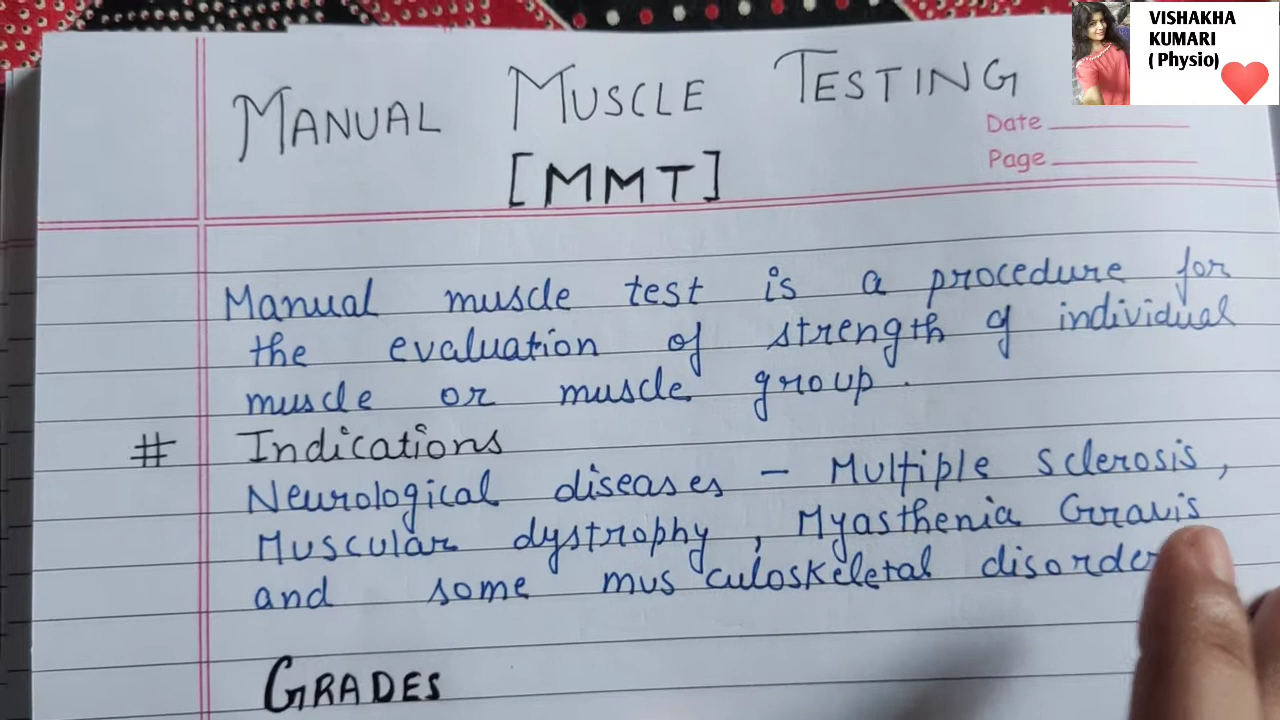 VISHAKHA
KUMARI
( Physio)
MANUAL MUSCLE TESTING
Date
Page
[MMT]
Manual muscle test is a procedure for
the evaluation of strength of individual
muscle or muscle group.
# Indications
Neurological diseases - Multiple Sclerosis,
Muscular dystrophy, Myasthenia Gravis
and some musculoskeletal
GRADES